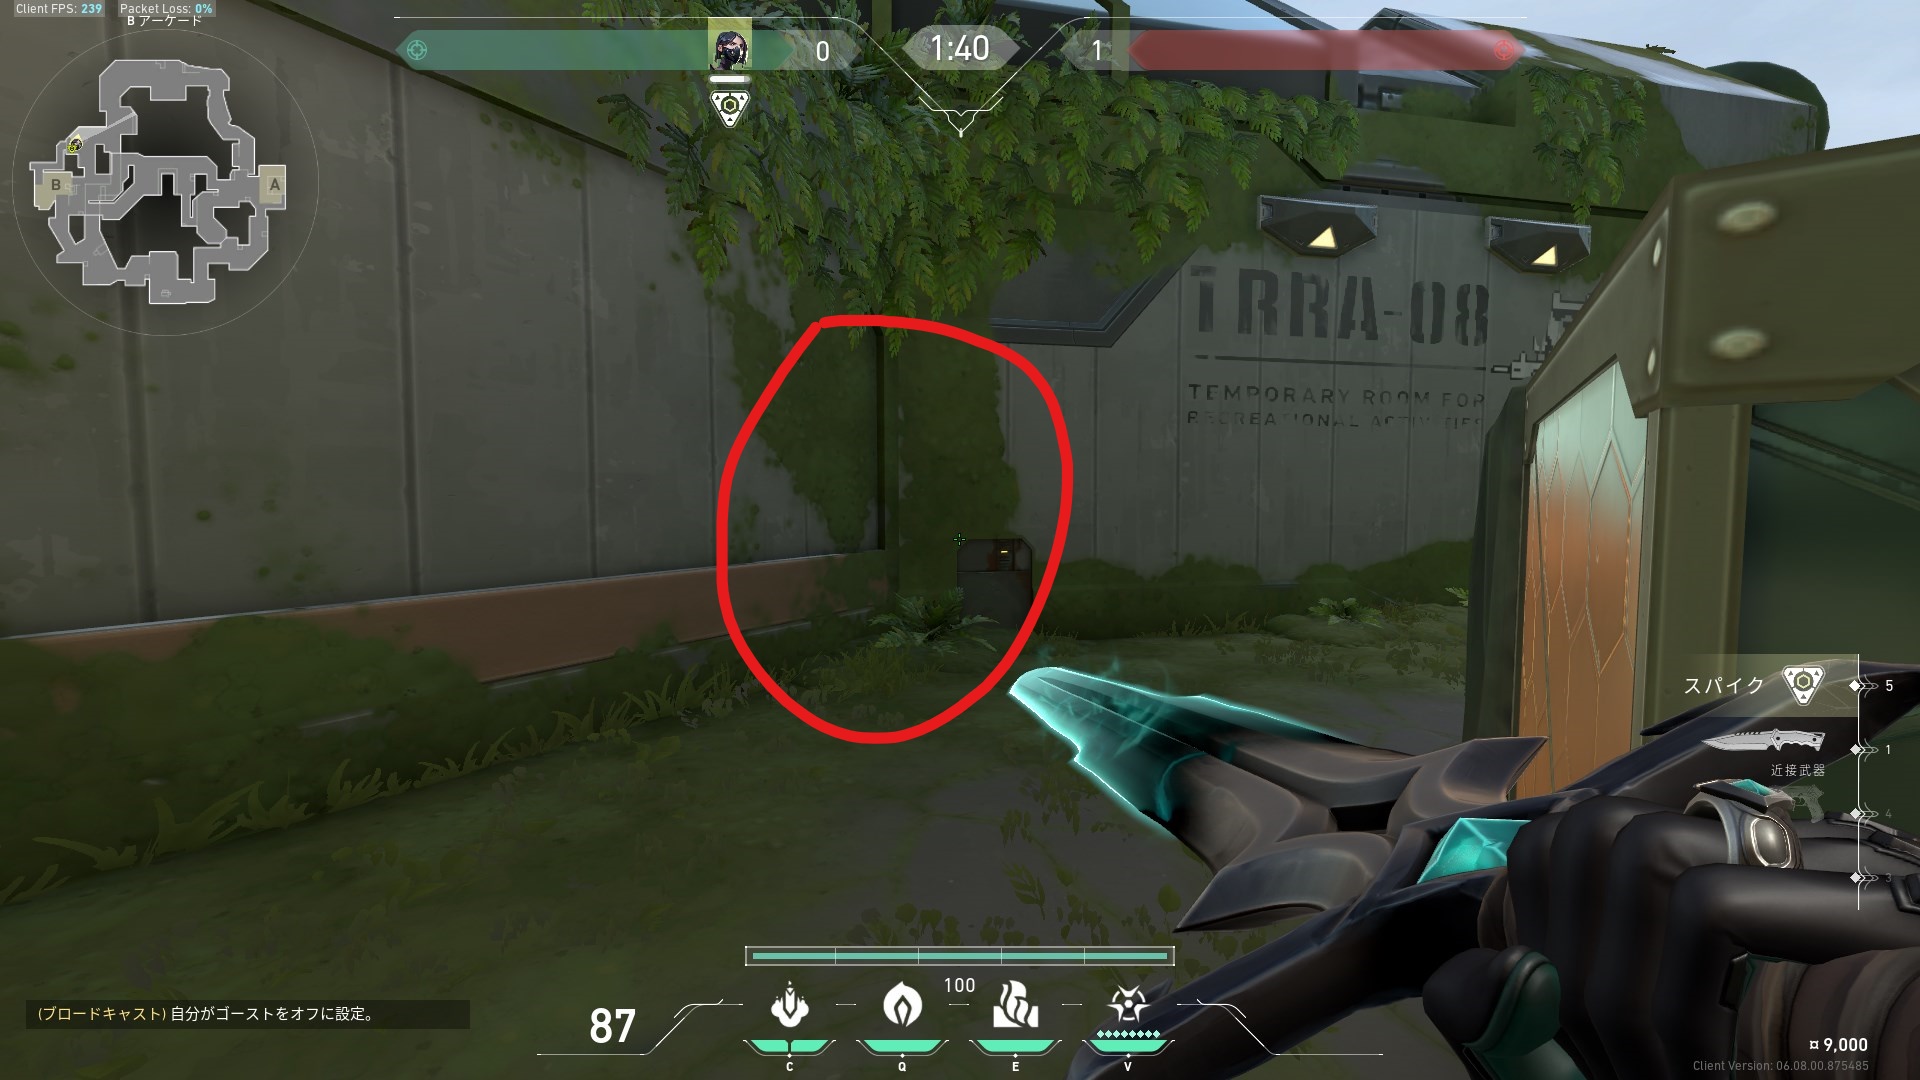 Client FPS: 239 Packet Loss: 0%
B アーケード
0
1:40
1
B
A
TRRA-08
TEMPORARY ROOM FOR
RECREATIONAL ACTIVITIES
スパイク
5
1
近接武器
4
3
100
87
C
Q
E
V
(ブロードキャスト) 自分がゴーストをオフに設定。
¤ 9,000
Client Version: 06.08.00.875485